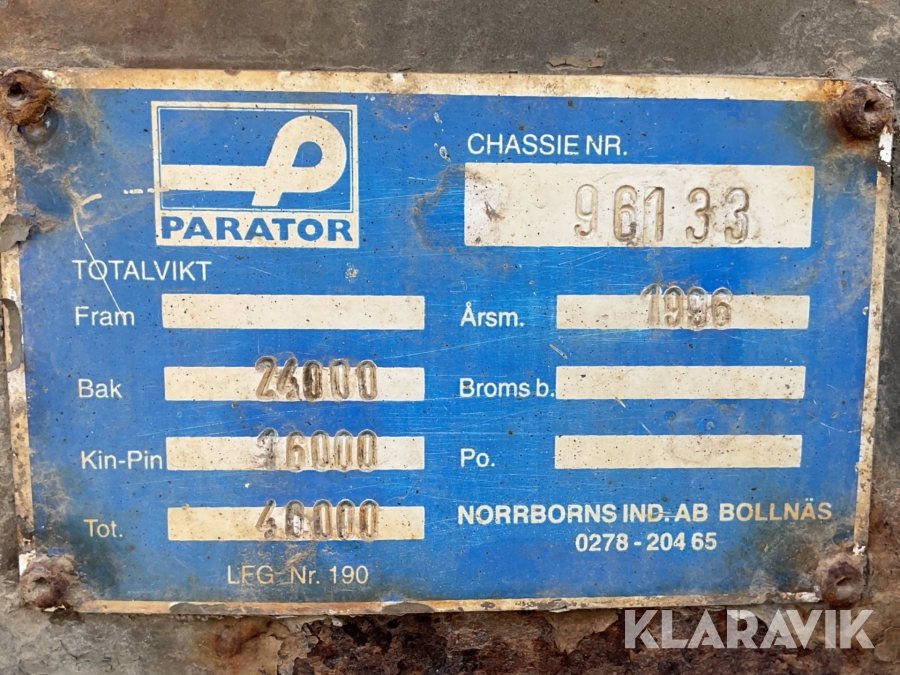 PARATOR
CHASSIE NR.
96133
TOTALVIKT
Fram
Årsm. 1996
Bak 24000
Broms b.
Kin-Pin 16000
Po.
Tot. 40000
NORRBORNS IND. AB BOLLNÄS
0278 - 204 65
LFG Nr. 190
KLARAVIK